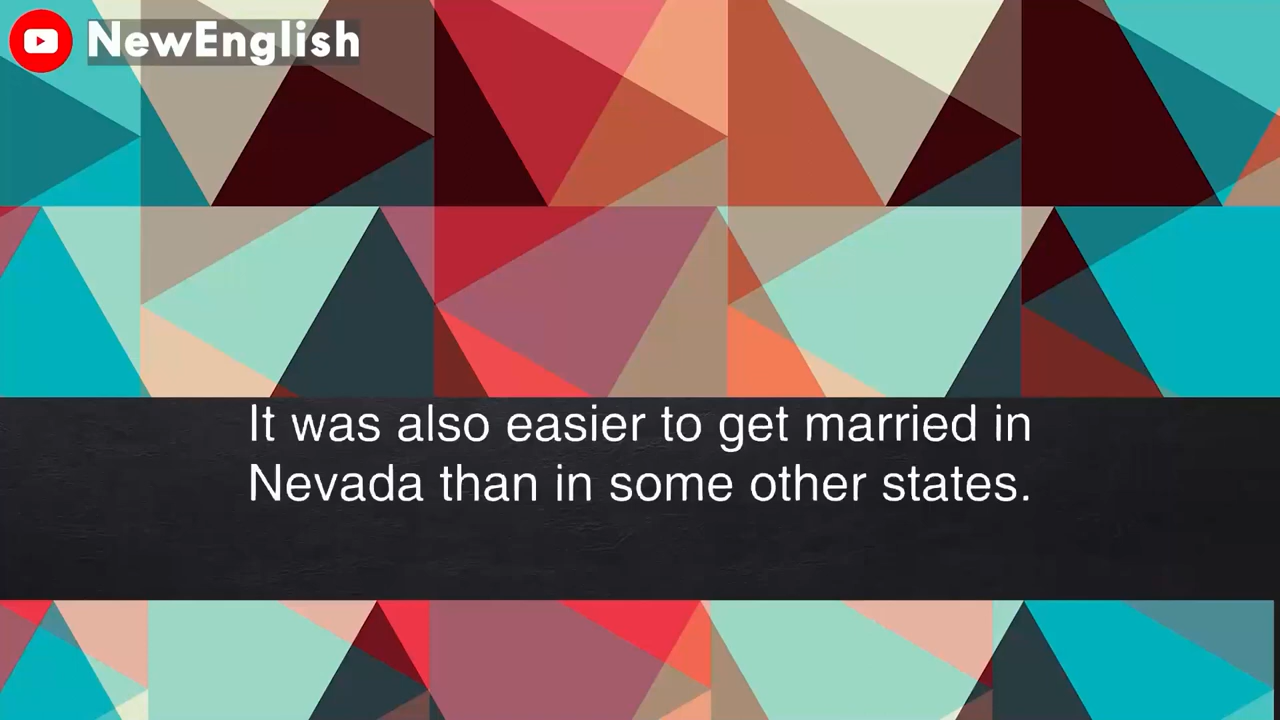 NewEnglish
It was also easier to get married in
Nevada than in some other states.